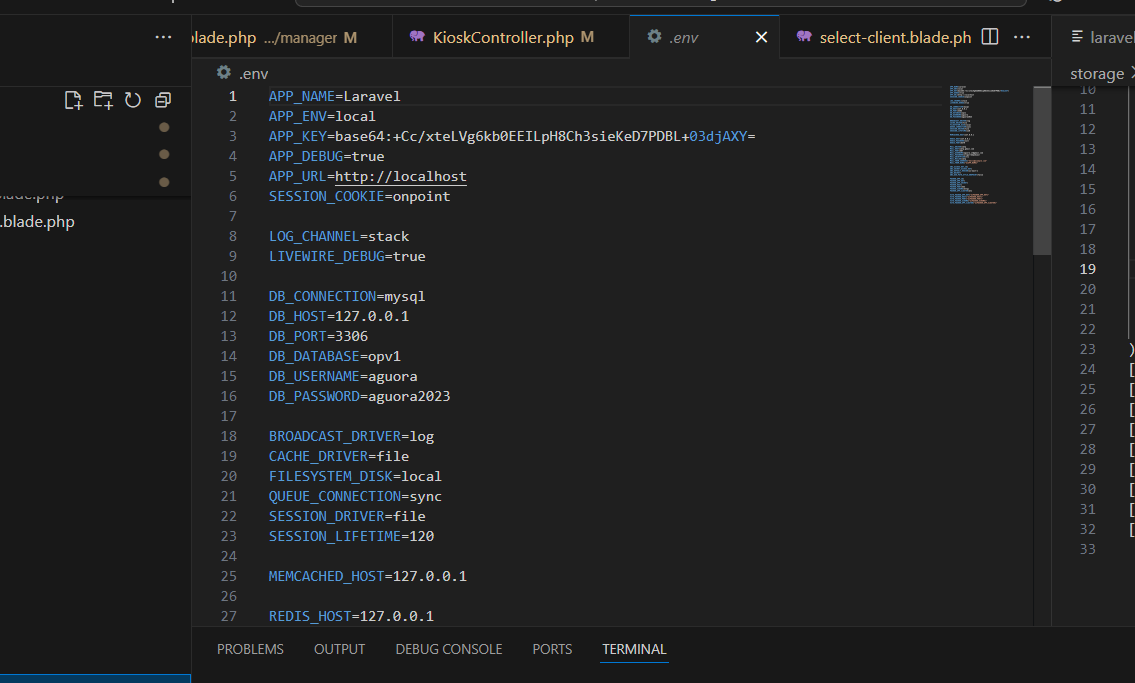 blade.php .../manager M
KioskController.php M
.env
select-client.blade.ph
laravel
.env
storage
.blade.php
1 APP_NAME=Laravel
2 APP_ENV=local
3 APP_KEY=base64:+Cc/xteLVg6kb0EEILpH8Ch3sieKeD7PDBL+03djAXY=
4 APP_DEBUG=true
5 APP_URL=http://localhost
6 SESSION_COOKIE=onpoint
7
8 LOG_CHANNEL=stack
9 LIVEWIRE_DEBUG=true
10
11 DB_CONNECTION=mysql
12 DB_HOST=127.0.0.1
13 DB_PORT=3306
14 DB_DATABASE=opv1
15 DB_USERNAME=aguora
16 DB_PASSWORD=aguora2023
17
18 BROADCAST_DRIVER=log
19 CACHE_DRIVER=file
20 FILESYSTEM_DISK=local
21 QUEUE_CONNECTION=sync
22 SESSION_DRIVER=file
23 SESSION_LIFETIME=120
24
25 MEMCACHED_HOST=127.0.0.1
26
27 REDIS_HOST=127.0.0.1
10
11
12
13
14
15
16
17
18
19
20
21
22
23 )
24 [
25 [
26 [
27 [
28 [
29 [
30 [
31 [
32 [
33
PROBLEMS OUTPUT DEBUG CONSOLE PORTS TERMINAL